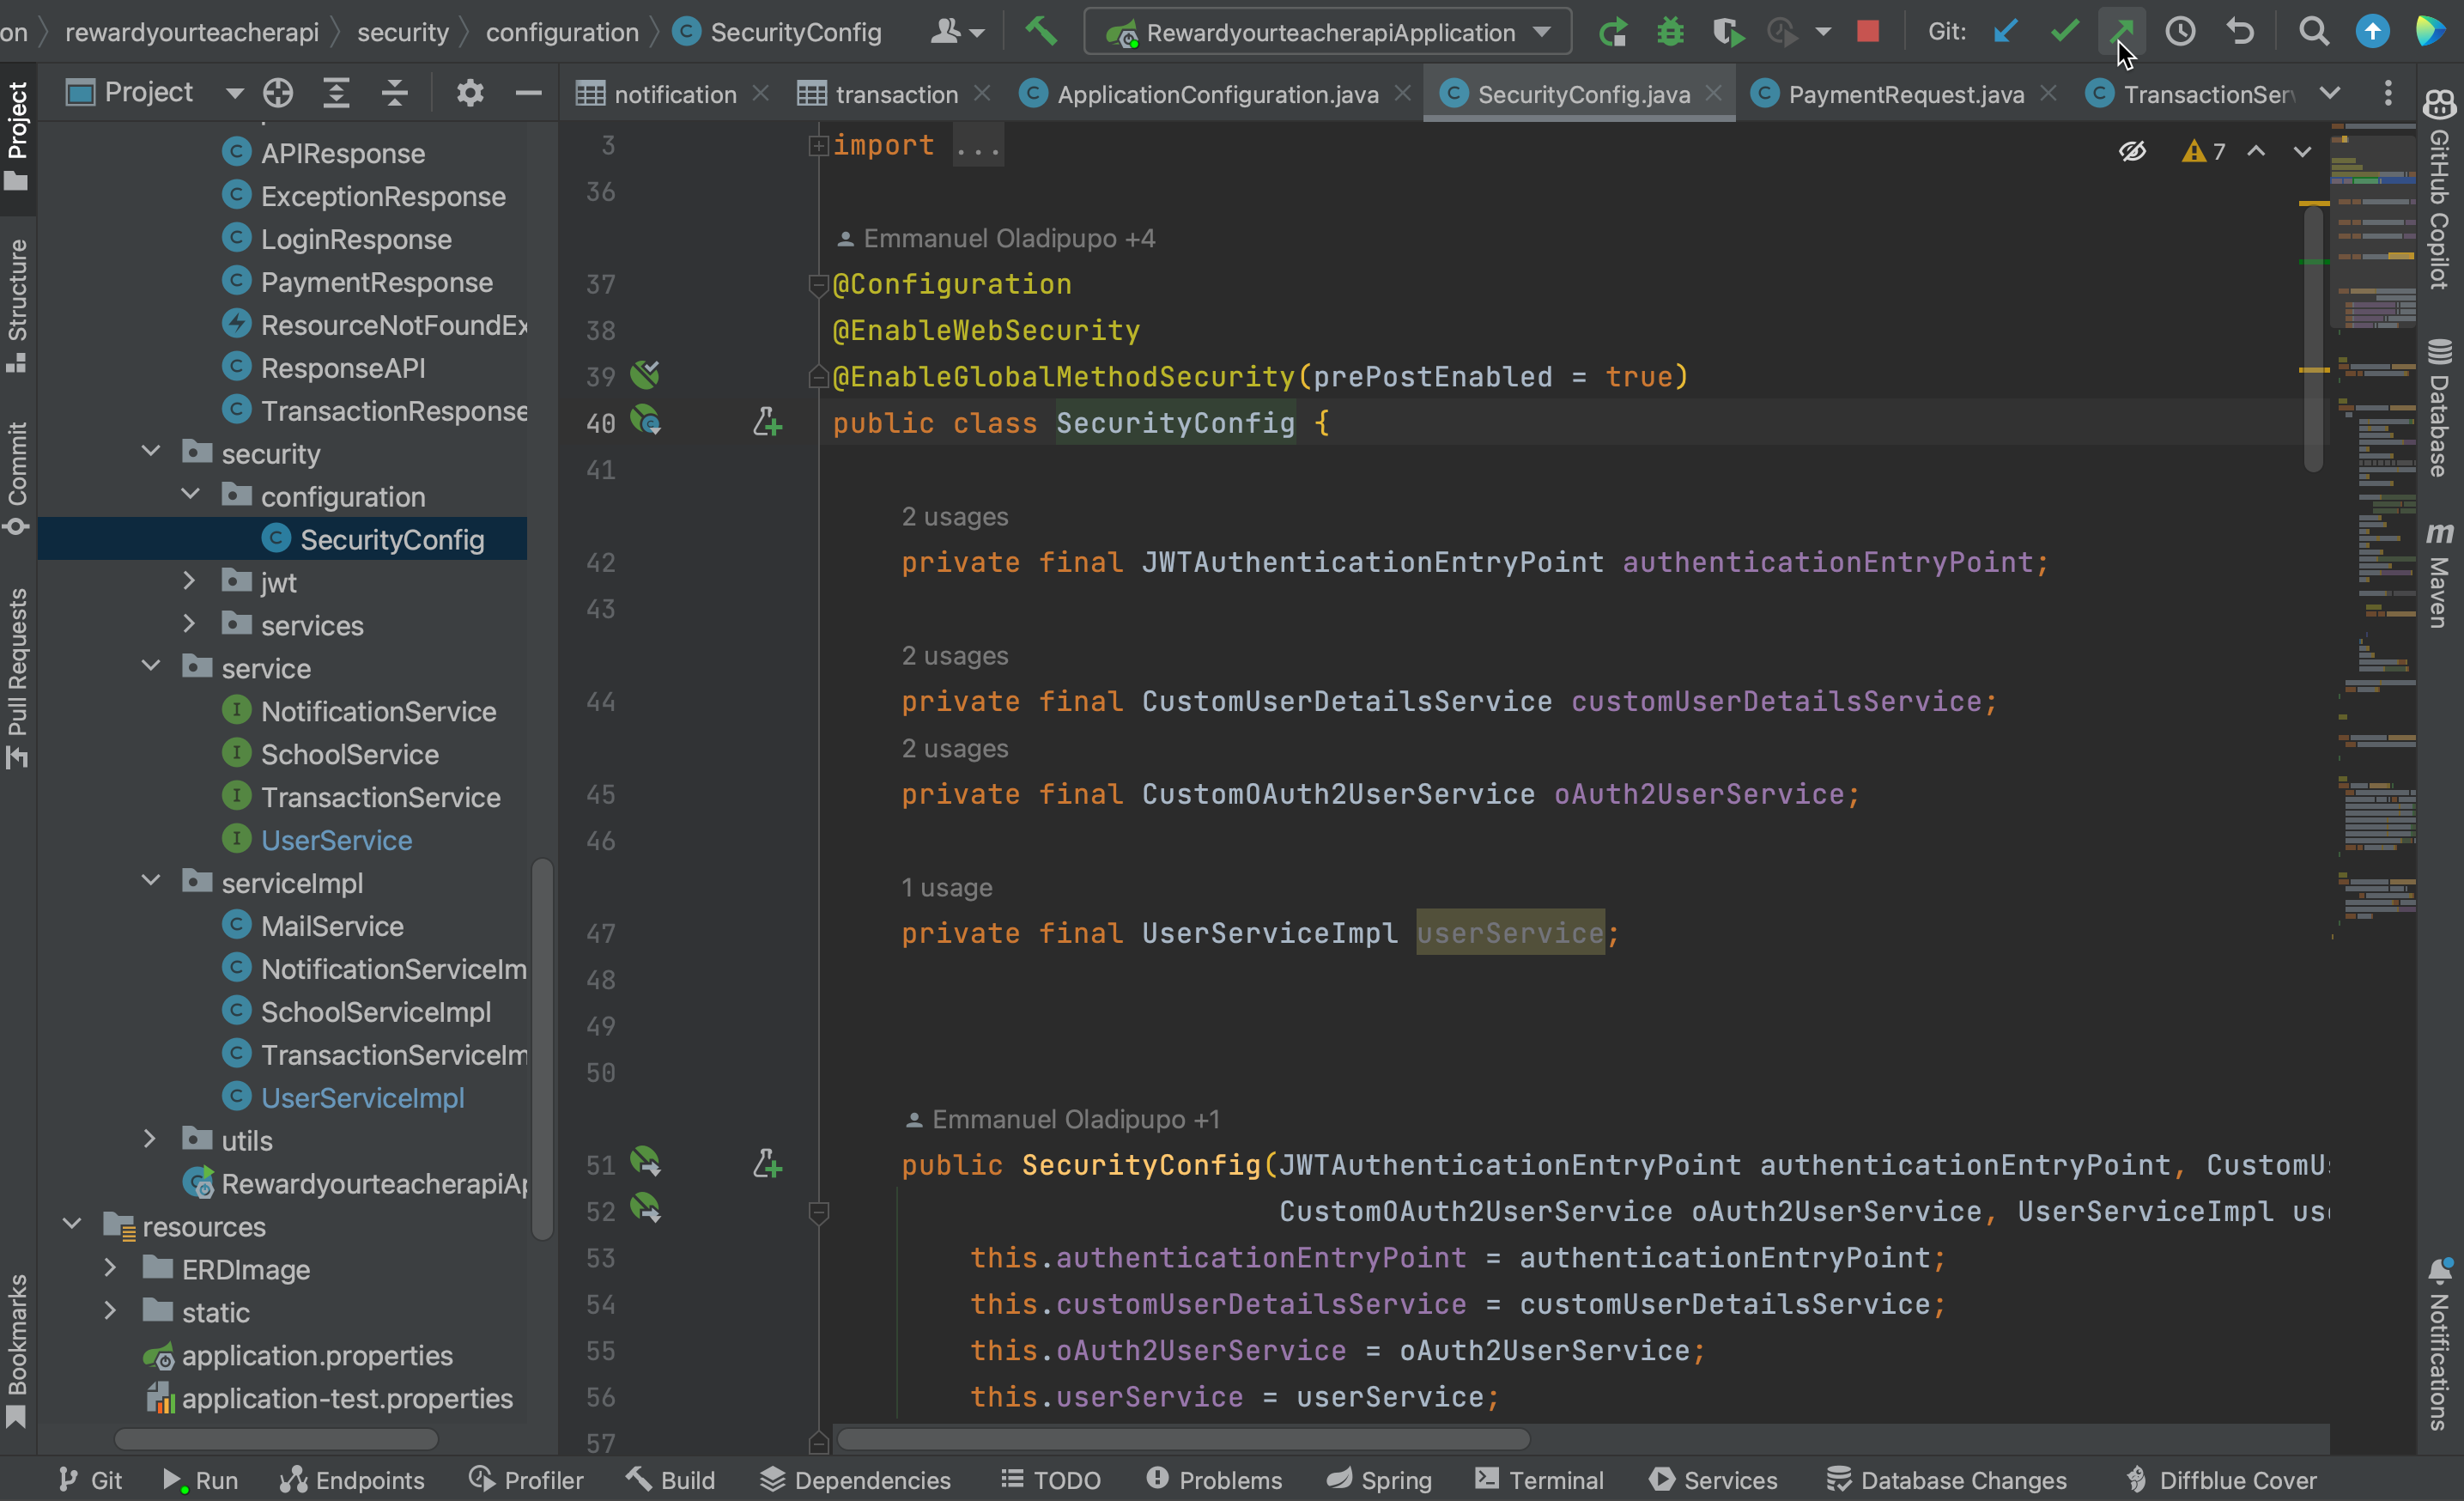 on rewardyourteacherapi security configuration SecurityConfig RewardyourteacherapiApplication Git:
Project
notification transaction ApplicationConfiguration.java SecurityConfig.java PaymentRequest.java TransactionSer
Project
Structure
Commit
Pull Requests
Bookmarks
APIResponse
ExceptionResponse
LoginResponse
PaymentResponse
ResourceNotFoundEx
ResponseAPI
TransactionResponse
security
configuration
SecurityConfig
jwt
services
service
NotificationService
SchoolService
TransactionService
UserService
serviceImpl
MailService
NotificationServiceIm
SchoolServiceImpl
TransactionServiceIm
UserServiceImpl
utils
RewardyourteacherapiAp
resources
ERDImage
static
application.properties
application-test.properties
3 import ...
7
36
Emmanuel Oladipupo +4
37 @Configuration
38 @EnableWebSecurity
39 @EnableGlobalMethodSecurity(prePostEnabled = true)
40 public class SecurityConfig {
41
2 usages
42 private final JWTAuthenticationEntryPoint authenticationEntryPoint;
43
2 usages
44 private final CustomUserDetailsService customUserDetailsService;
2 usages
45 private final CustomOAuth2UserService oAuth2UserService;
46
1 usage
47 private final UserServiceImpl userService;
48
49
50
Emmanuel Oladipupo +1
51 public SecurityConfig(JWTAuthenticationEntryPoint authenticationEntryPoint, CustomU
52 CustomOAuth2UserService oAuth2UserService, UserServiceImpl us
53 this.authenticationEntryPoint = authenticationEntryPoint;
54 this.customUserDetailsService = customUserDetailsService;
55 this.oAuth2UserService = oAuth2UserService;
56 this.userService = userService;
57
GitHub Copilot
Database
m Maven
Notifications
Git Run Endpoints Profiler Build Dependencies TODO Problems Spring Terminal Services Database Changes Diffblue Cover